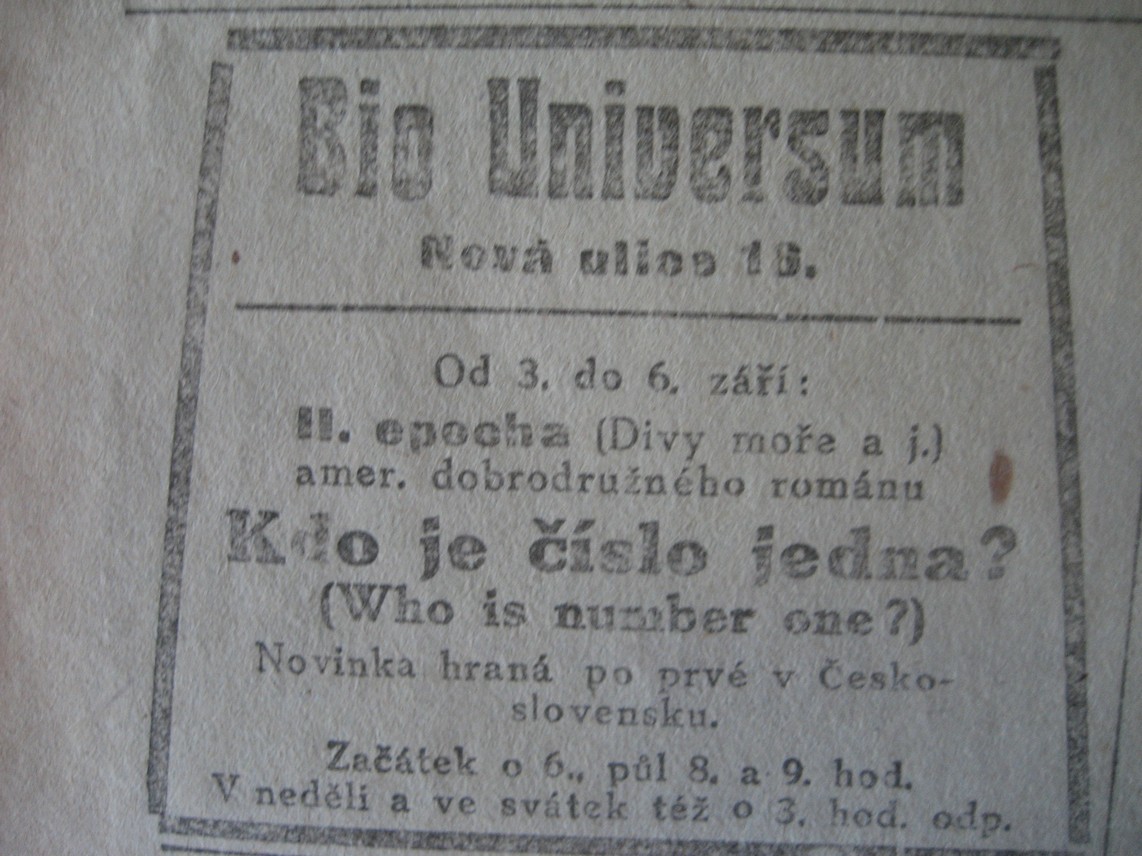 Bio Universum
Nová ulice 18.
Od 3. do 6. září:
II. epocha (Divy moře a j.)
amer. dobrodružného románu
Kdo je číslo jedna?
(Who is number one?)
Novinka hraná po prvé v Česko-
slovensku.
Začátek o 6., půl 8. a 9. hod.
V neděli a ve svátek též o 3. hod. odp.